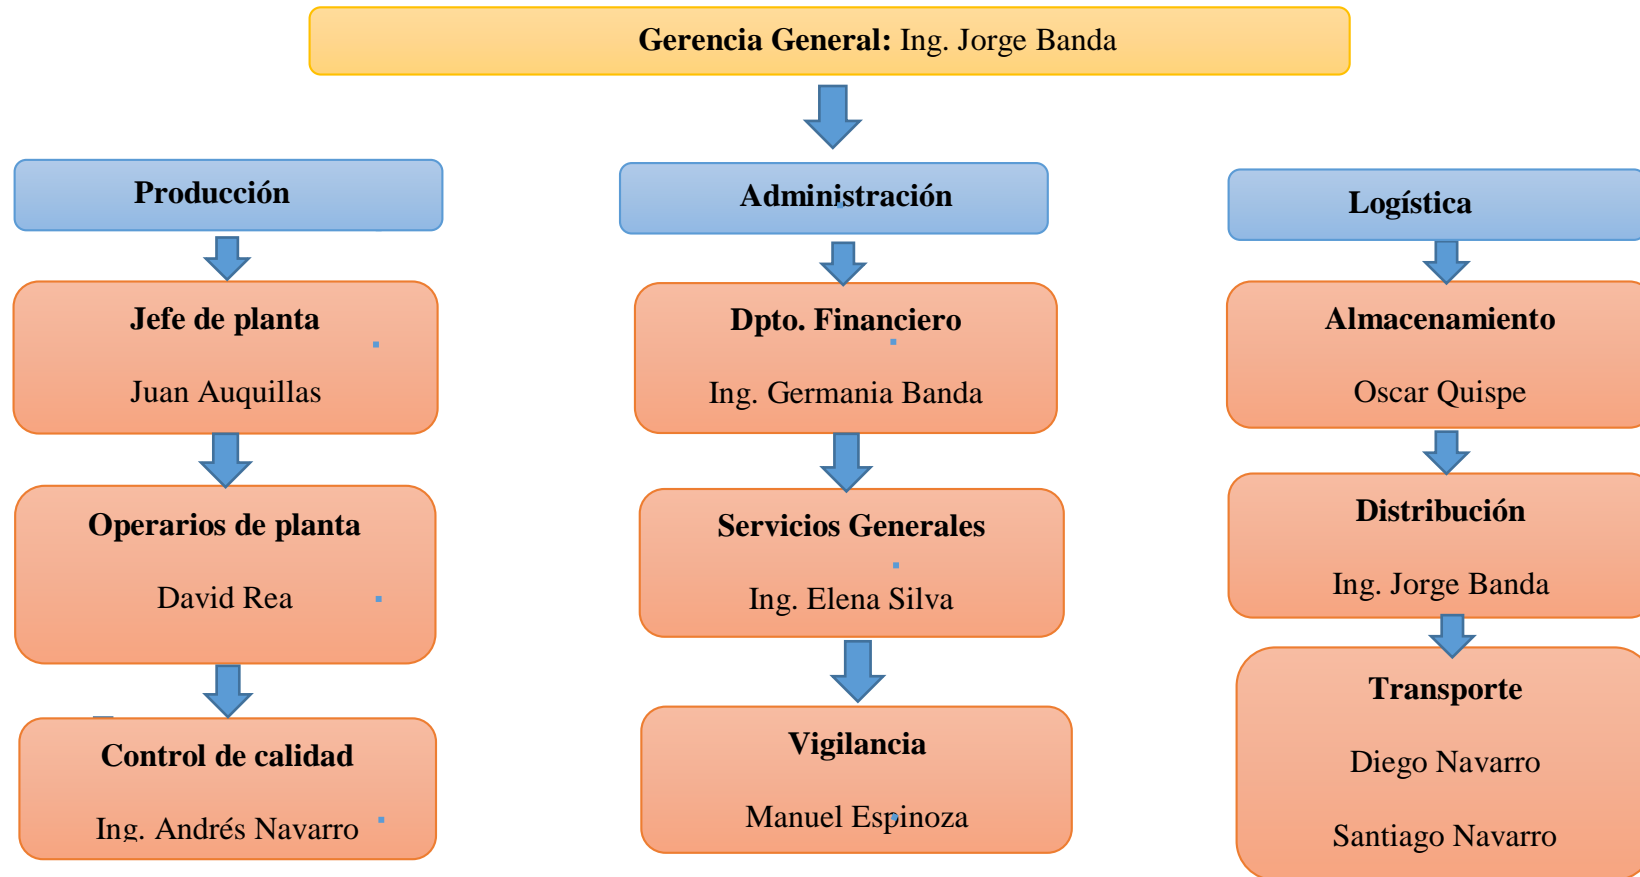 Gerencia General: Ing. Jorge Banda
Producción
Jefe de planta
Juan Auquillas
Operarios de planta
David Rea
Control de calidad
Ing. Andrés Navarro
Administración
Dpto. Financiero
Ing. Germania Banda
Servicios Generales
Ing. Elena Silva
Vigilancia
Manuel Espinoza
Logística
Almacenamiento
Oscar Quispe
Distribución
Ing. Jorge Banda
Transporte
Diego Navarro
Santiago Navarro